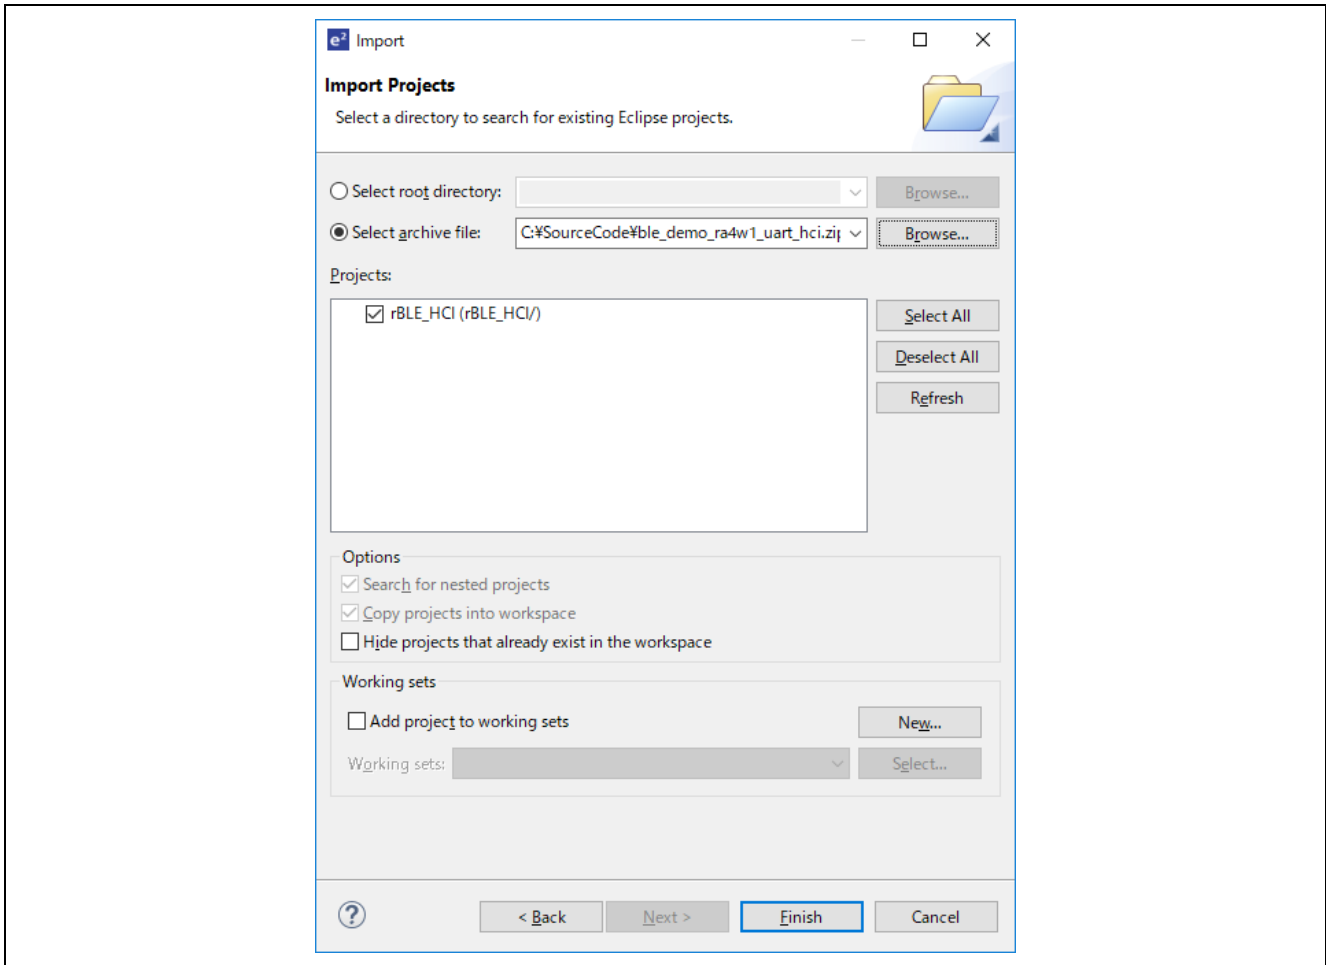 e² Import
Import Projects
Select a directory to search for existing Eclipse projects.
Select root directory: Browse...
Select archive file: C:¥SourceCode¥ble_demo_ra4w1_uart_hci.zip Browse...
Projects:
rBLE_HCI (rBLE_HCI/)
Select All
Deselect All
Refresh
Options
Search for nested projects
Copy projects into workspace
Hide projects that already exist in the workspace
Working sets
Add project to working sets New...
Working sets: Select...
? < Back Next > Finish Cancel